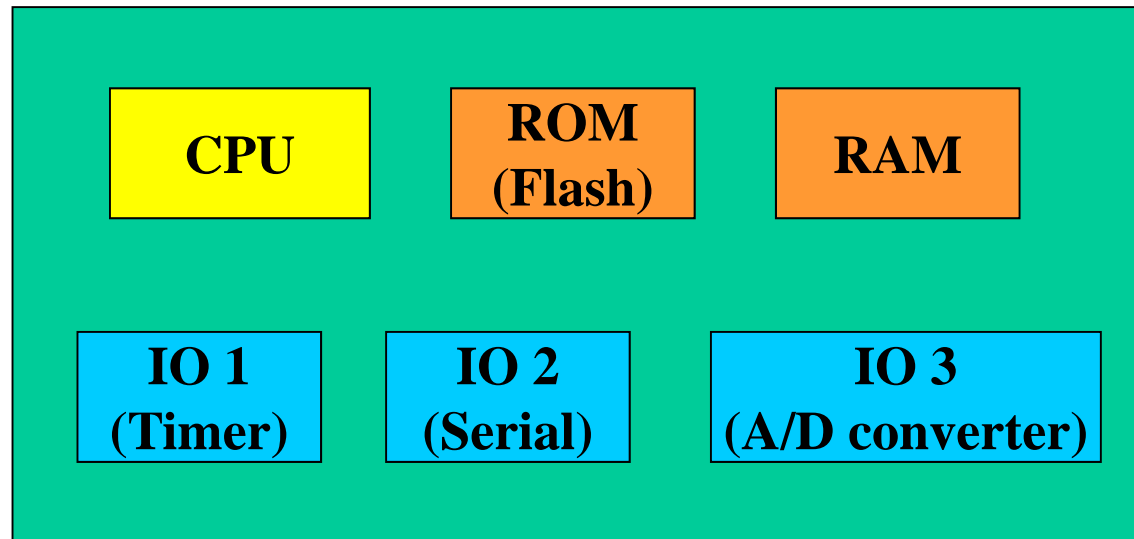 CPU
ROM
(Flash)
RAM
IO 1
(Timer)
IO 2
(Serial)
IO 3
(A/D converter)